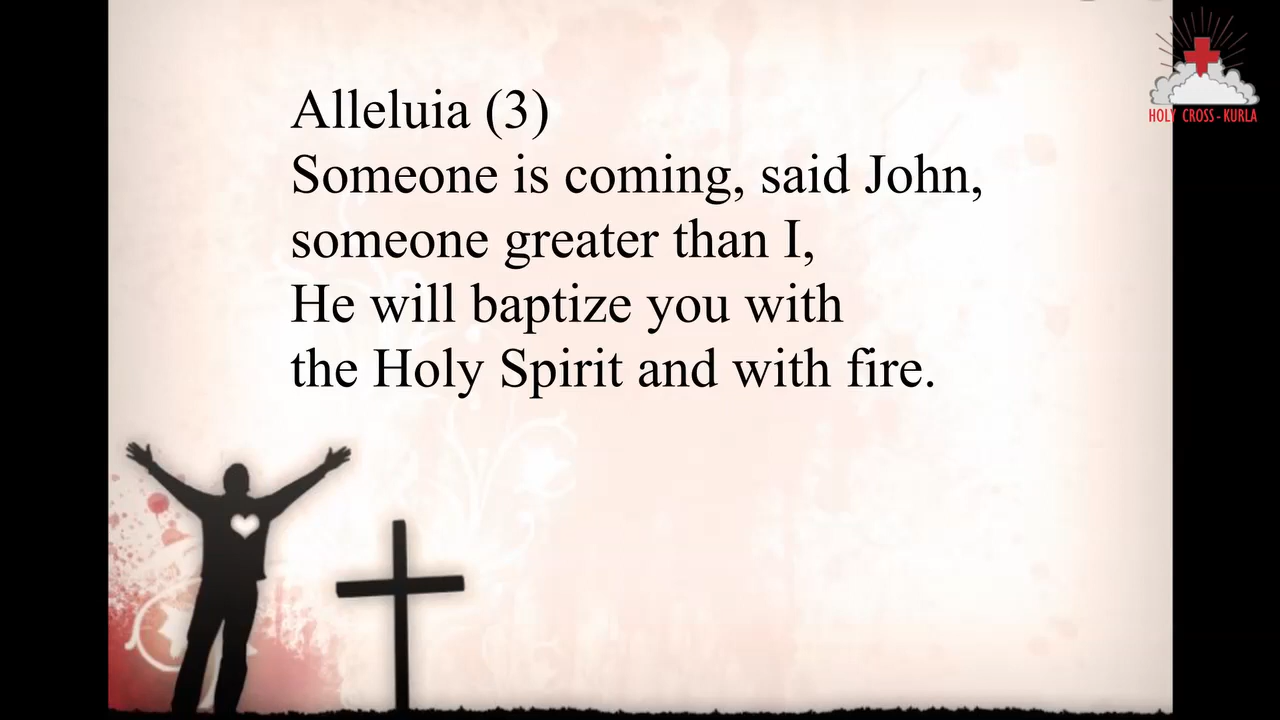 Alleluia (3)
Someone is coming, said John,
someone greater than I,
He will baptize you with
the Holy Spirit and with fire.
HOLY CROSS - KURLA